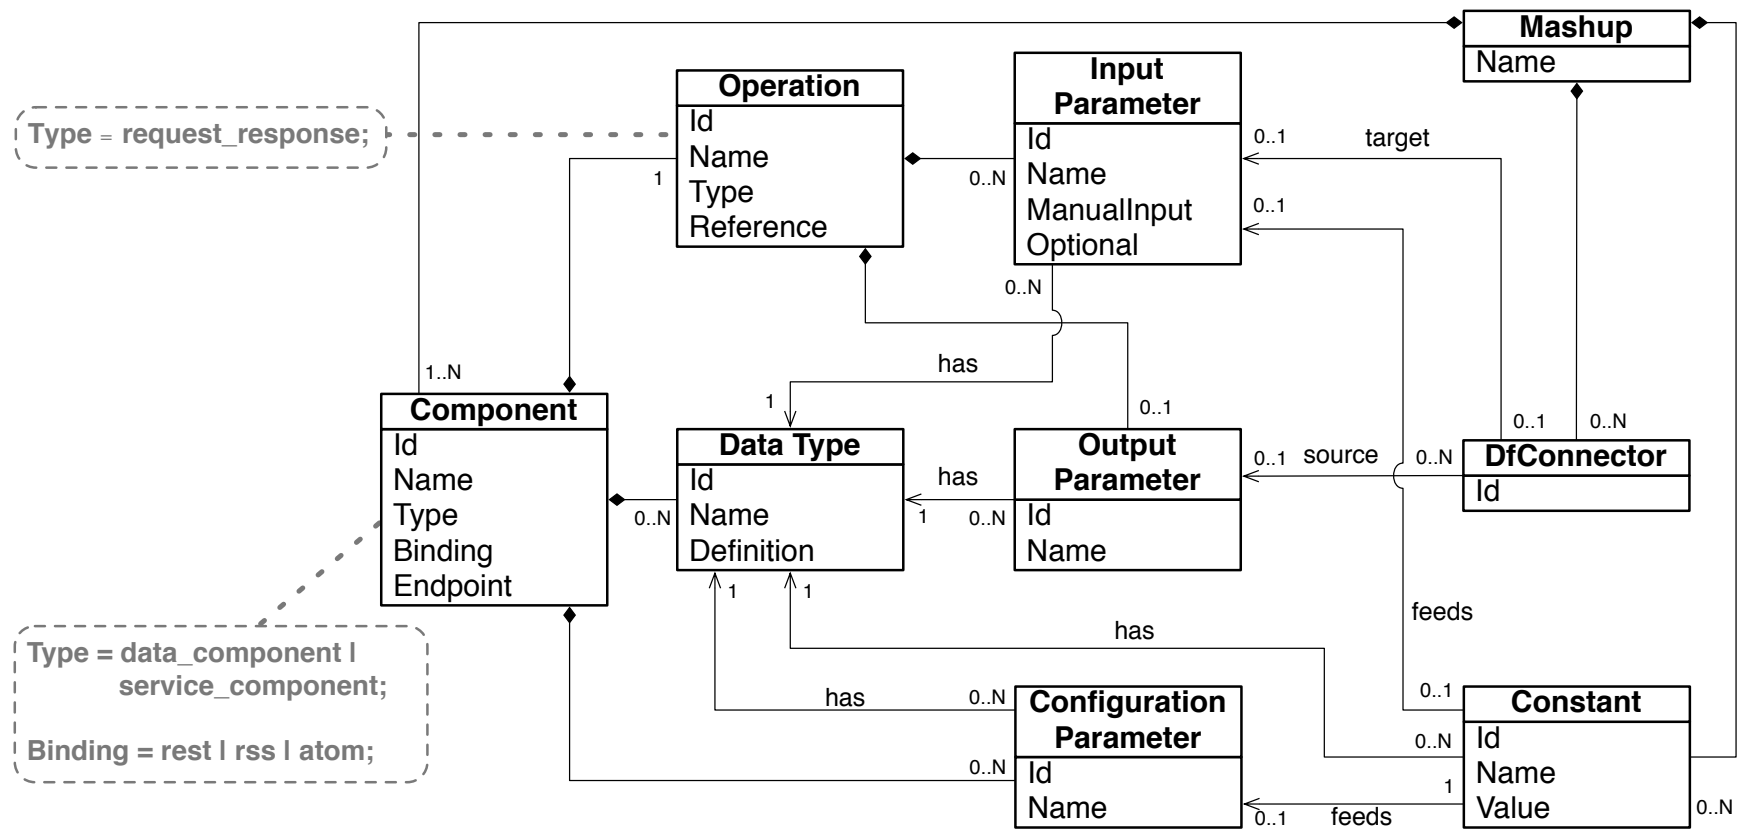 Mashup
Name
Input
Parameter
Id
Name
ManualInput
Optional
Operation
Id
Name
Type
Reference
Type = request_response;
0..1
target
0..1
1
0..N
0..N
has
1..N
1
0..1
0..1
0..N
Component
Id
Name
Type
Binding
Endpoint
Data Type
Id
Name
Definition
Output
Parameter
Id
Name
DfConnector
Id
0..1
source
0..N
has
0..N
1
0..N
1
1
feeds
has
Type = data_component |
service_component;
Binding = rest | rss | atom;
has
0..N
Configuration
Parameter
Id
Name
0..N
0..1
Constant
Id
Name
Value
0..N
1
0..1
feeds
0..N